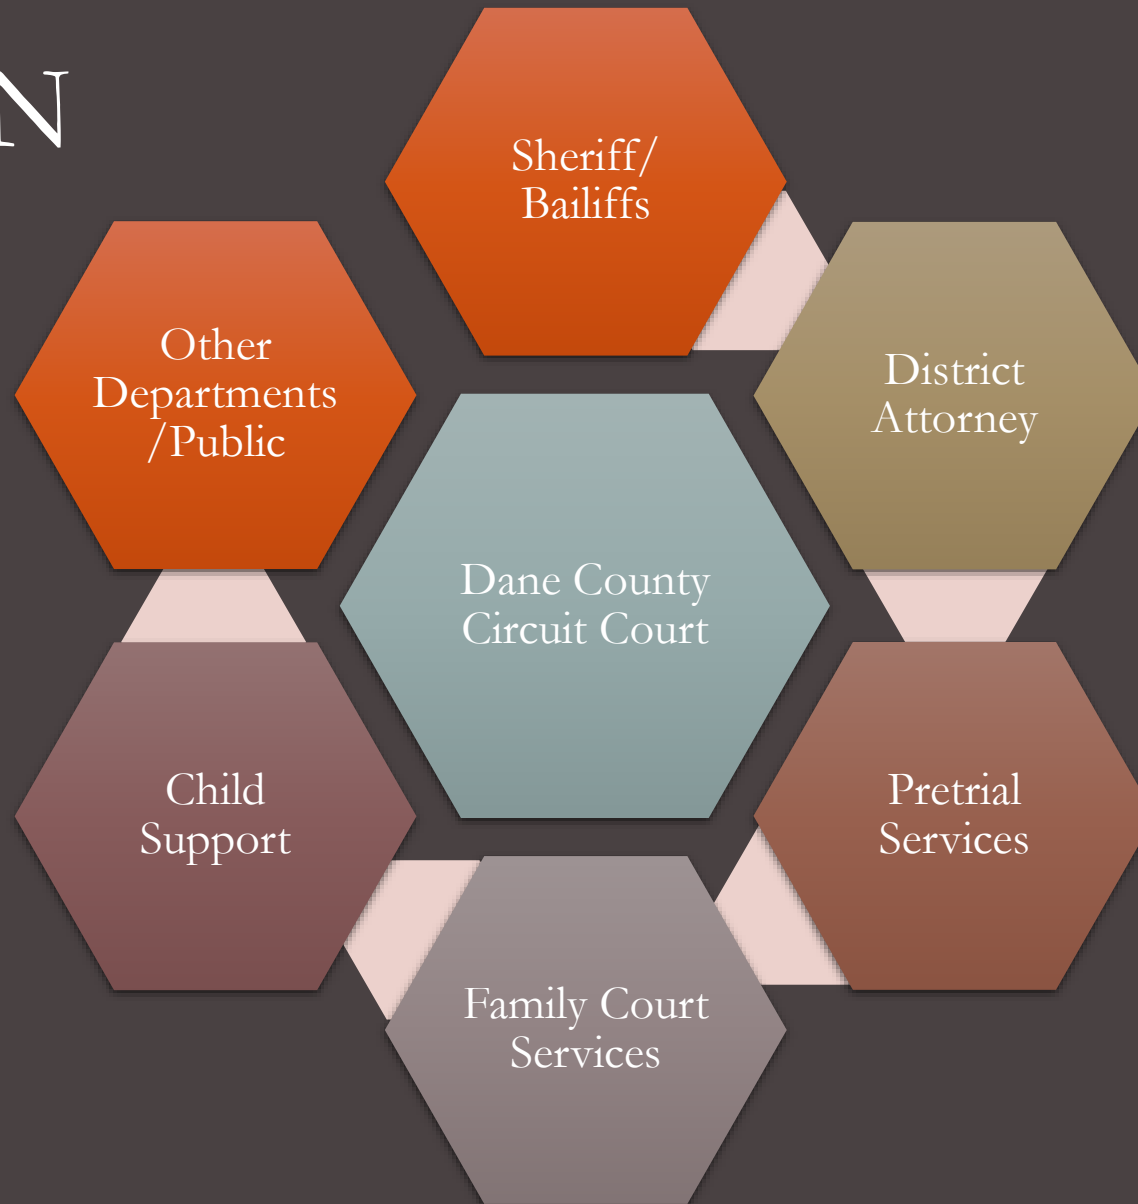 N
Sheriff/
Bailiffs
Other
Departments
/Public
District
Attorney
Dane County
Circuit Court
Child
Support
Pretrial
Services
Family Court
Services